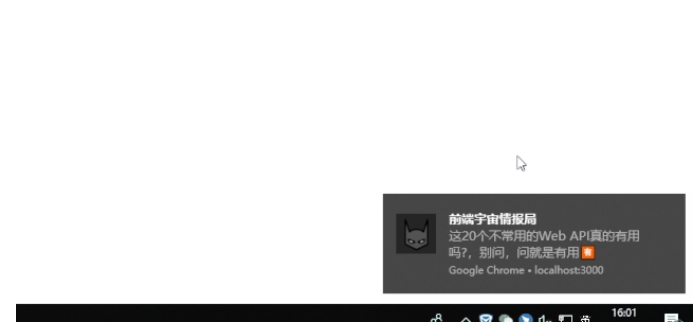 前端宇宙情报局
这20个不常用的Web API真的有用
吗?，别问，问就是有用🈶
Google Chrome • localhost:3000
16:01